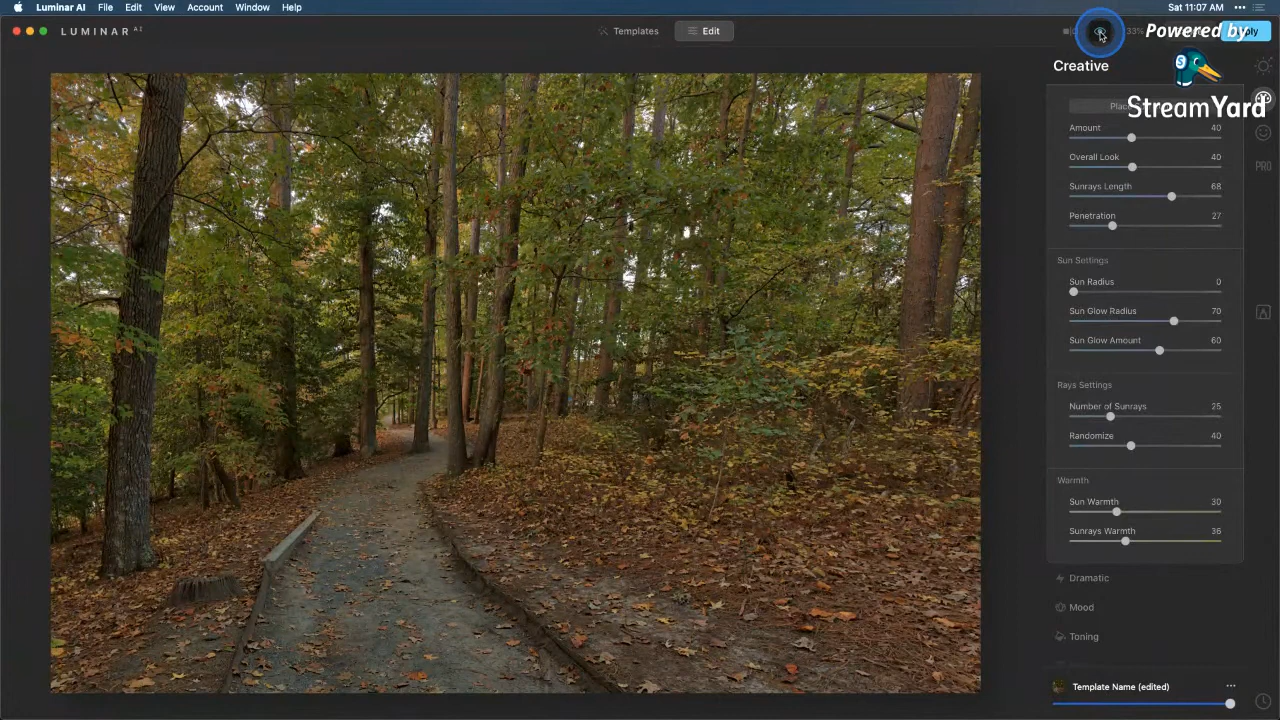 Luminar AI File Edit View Account Window Help
Sat 11:07 AM
LUMINAR AI
Templates
Edit
33%
Powered by
StreamYard
Creative
Amount 40
Overall Look 40
Sunrays Length 68
Penetration 27
Sun Settings
Sun Radius 0
Sun Glow Radius 70
Sun Glow Amount 60
Rays Settings
Number of Sunrays 25
Randomize 40
Warmth
Sun Warmth 30
Sunrays Warmth 36
Dramatic
Mood
Toning
Template Name (edited)
PRO